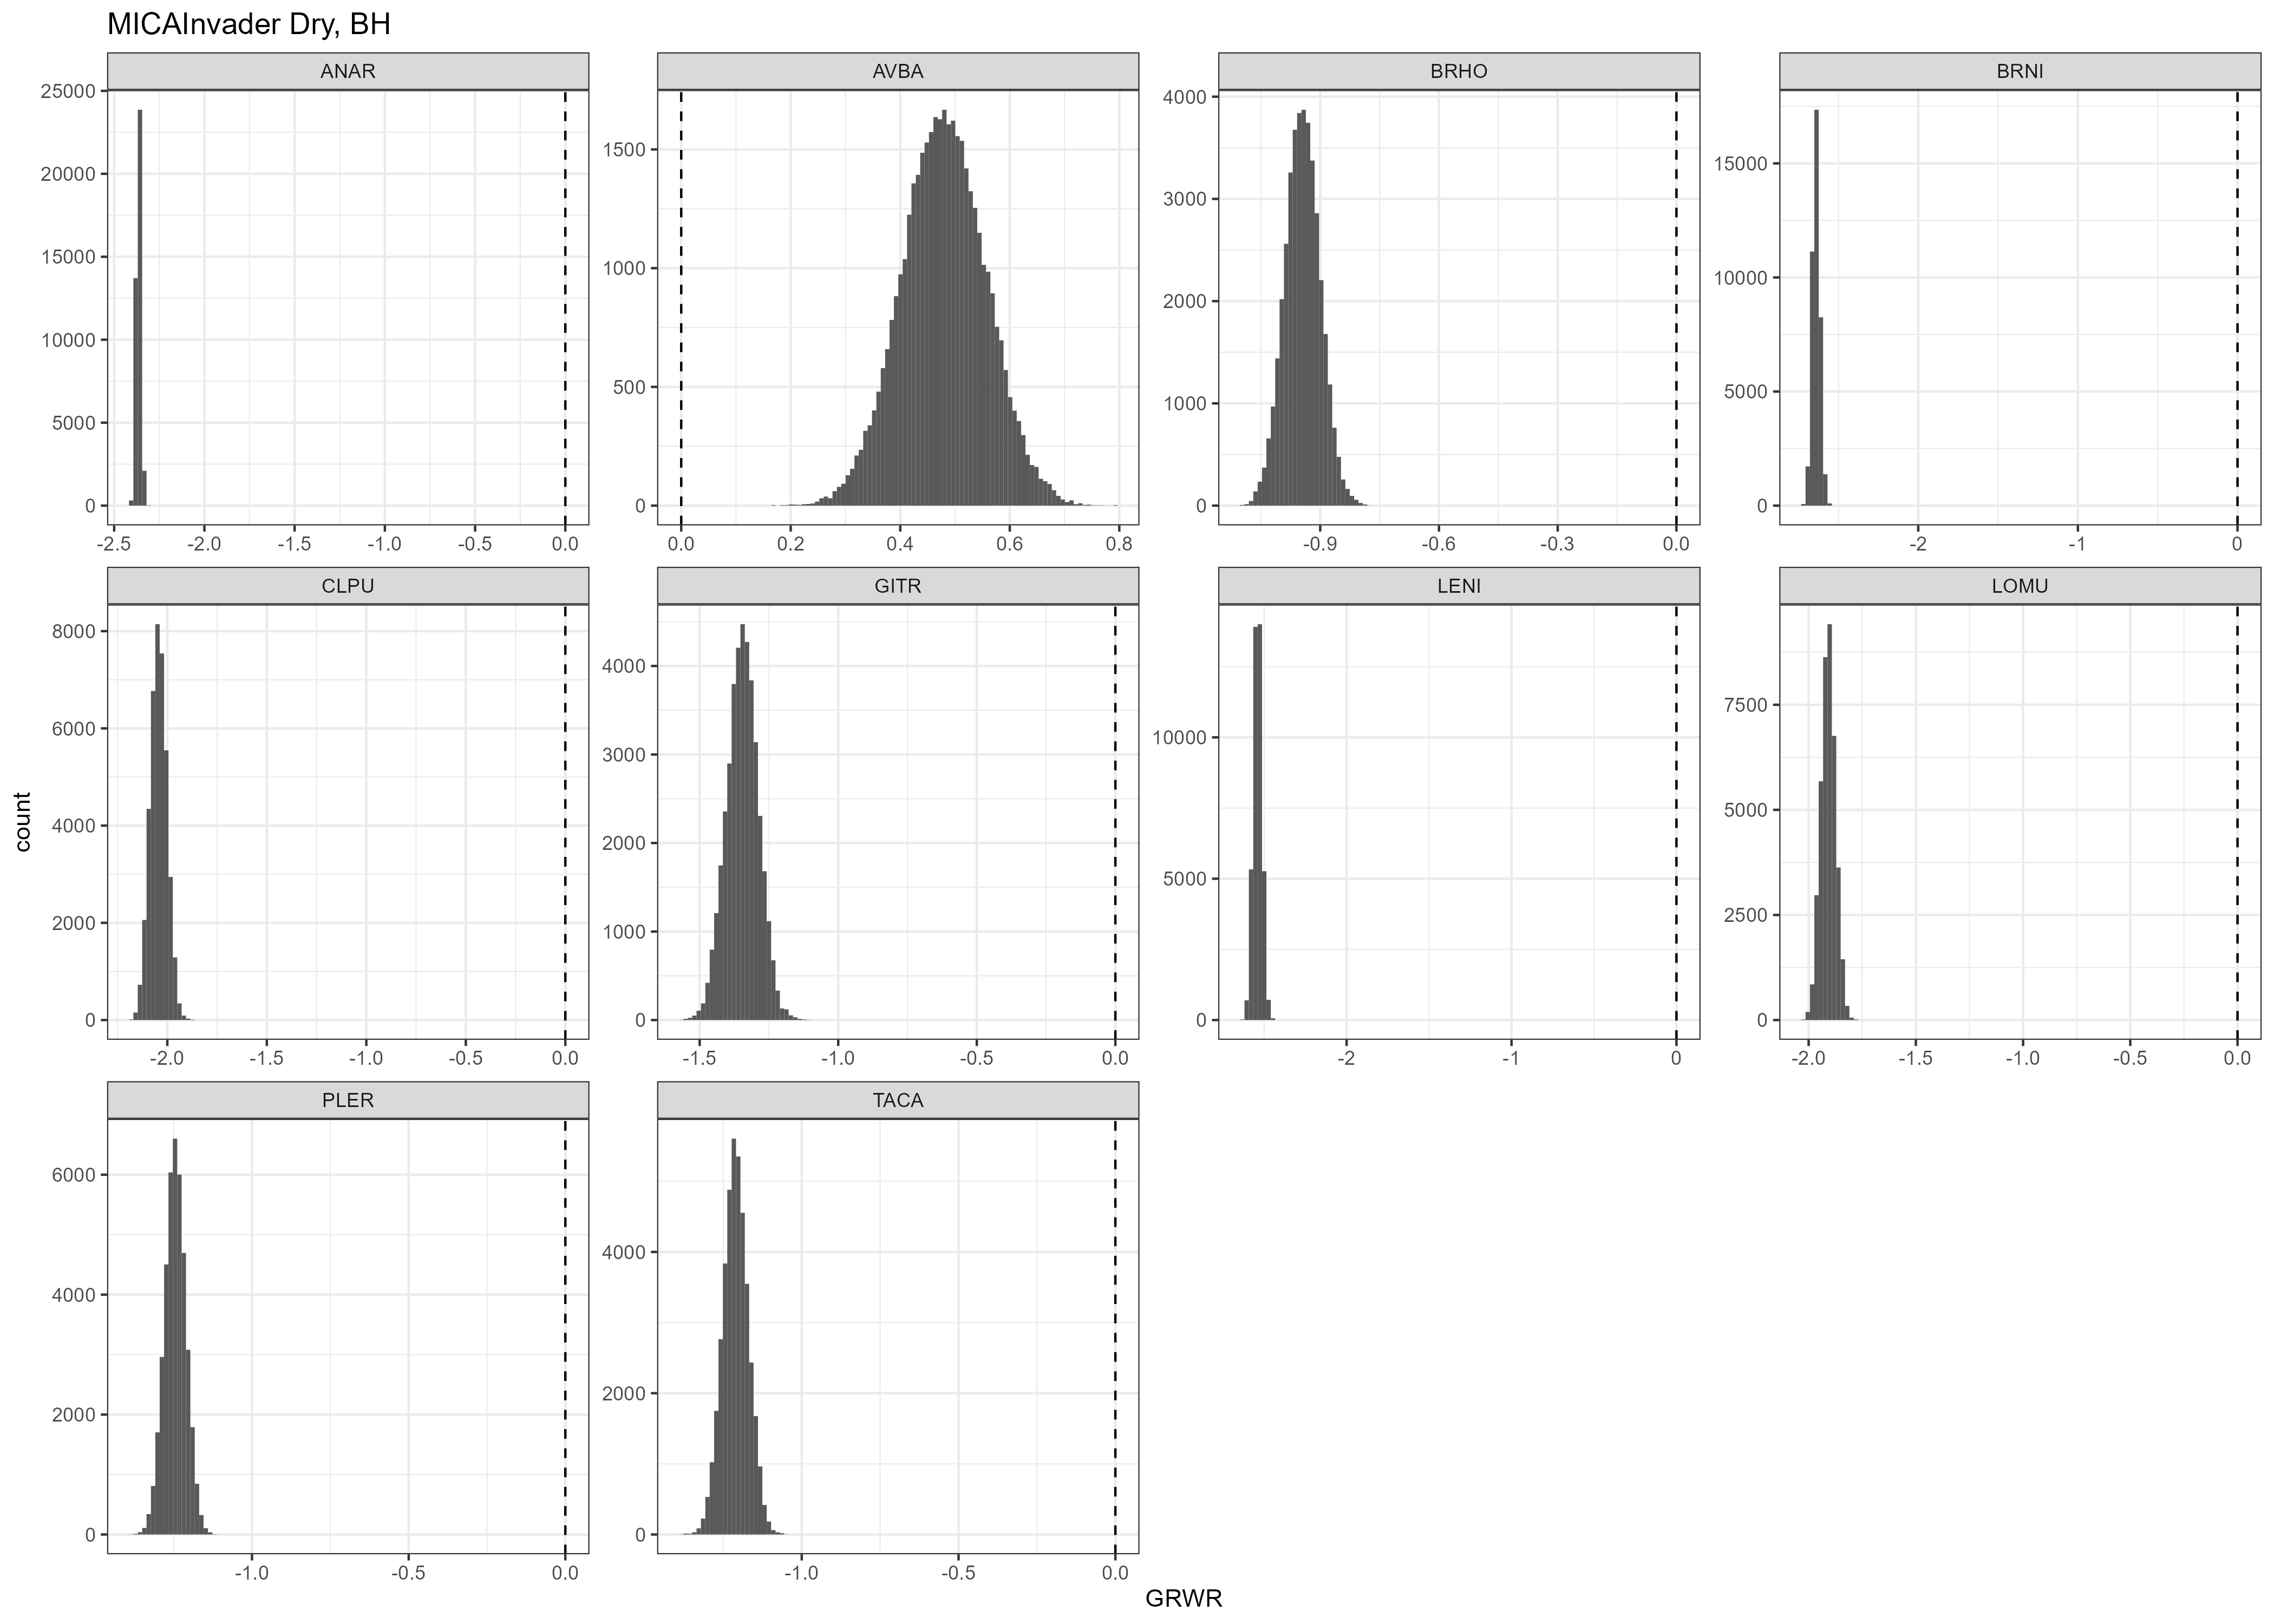 MICAInvader Dry, BH
ANAR AVBA BRHO BRNI
25000 20000 15000 10000 5000 0
1500 1000 500 0
4000 3000 2000 1000 0
15000 10000 5000 0
-2.5 -2.0 -1.5 -1.0 -0.5 0.0
0.0 0.2 0.4 0.6 0.8
-0.9 -0.6 -0.3 0.0
-2 -1 0
CLPU GITR LENI LOMU
8000 6000 4000 2000 0
4000 3000 2000 1000 0
10000 5000 0
7500 5000 2500 0
-2.0 -1.5 -1.0 -0.5 0.0
-1.5 -1.0 -0.5 0.0
-2 -1 0
-2.0 -1.5 -1.0 -0.5 0.0
count
PLER TACA
6000 4000 2000 0
4000 2000 0
-1.0 -0.5 0.0
-1.0 -0.5 0.0
GRWR